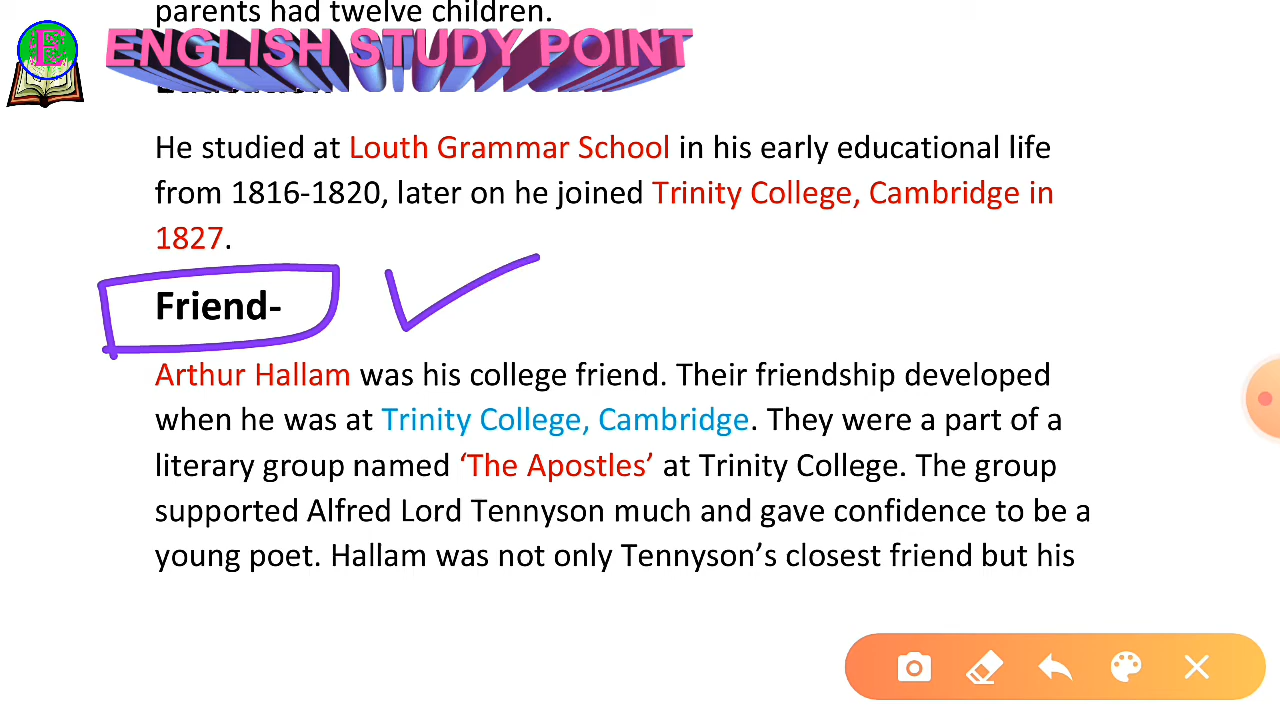 parents had twelve children.
E ENGLISH STUDY POINT
He studied at Louth Grammar School in his early educational life
from 1816-1820, later on he joined Trinity College, Cambridge in
1827.
Friend-
Arthur Hallam was his college friend. Their friendship developed
when he was at Trinity College, Cambridge. They were a part of a
literary group named ‘The Apostles’ at Trinity College. The group
supported Alfred Lord Tennyson much and gave confidence to be a
young poet. Hallam was not only Tennyson’s closest friend but his